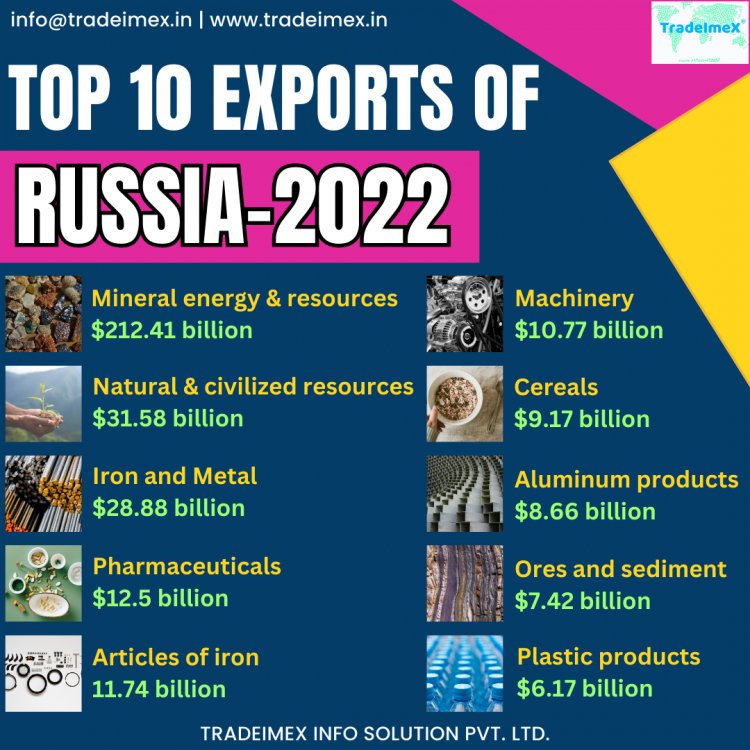 info@tradeimex.in | www.tradeimex.in
TradeImeX®
TOP 10 EXPORTS OF
RUSSIA-2022
Mineral energy & resources
$212.41 billion
Natural & civilized resources
$31.58 billion
Iron and Metal
$28.88 billion
Pharmaceuticals
$12.5 billion
Articles of iron
11.74 billion
Machinery
$10.77 billion
Cereals
$9.17 billion
Aluminum products
$8.66 billion
Ores and sediment
$7.42 billion
Plastic products
$6.17 billion
TRADEIMEX INFO SOLUTION PVT. LTD.